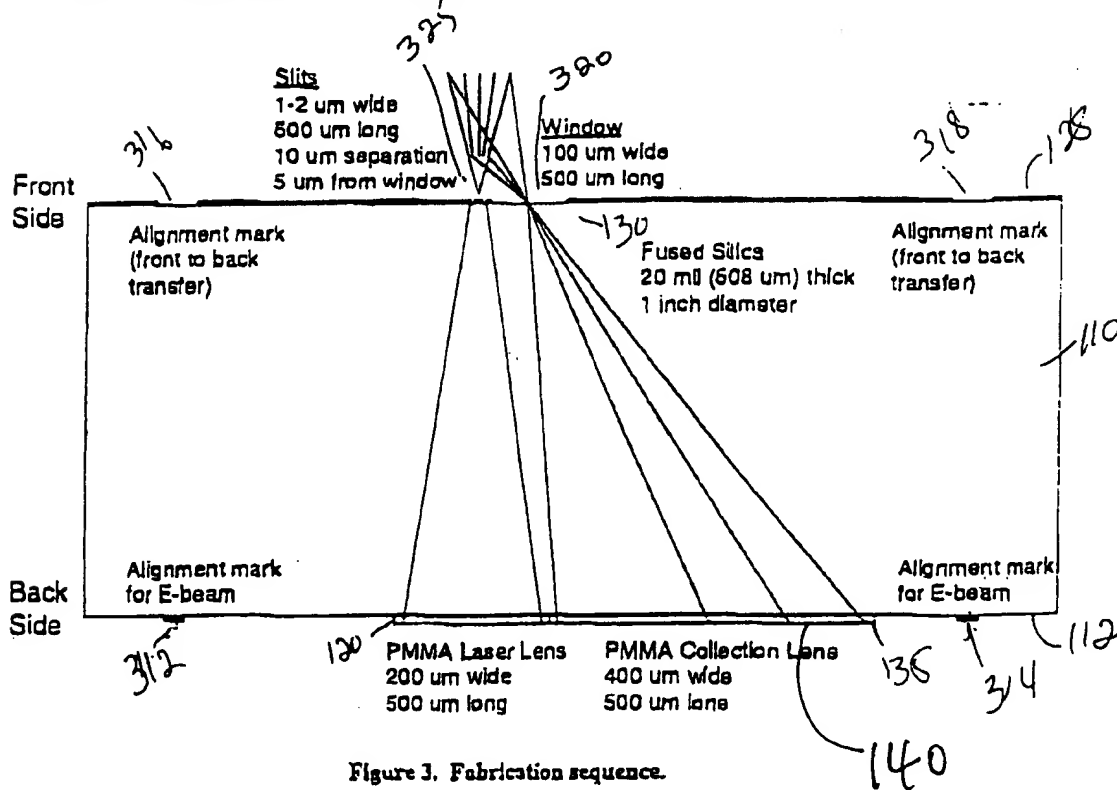 325
320
Slits
1-2 um wide
500 um long
10 um separation
5 um from window
Window
100 um wide
500 um long
316
318
128
Front
Side
130
Alignment mark
(front to back
transfer)
Fused Silica
20 mil (508 um) thick
1 inch diameter
Alignment mark
(front to back
transfer)
110
Alignment mark
for E-beam
Alignment mark
for E-beam
Back
Side
312
120
PMMA Laser Lens
200 um wide
500 um long
PMMA Collection Lens
400 um wide
500 um long
135
314
112
140
Figure 3. Fabrication sequence.